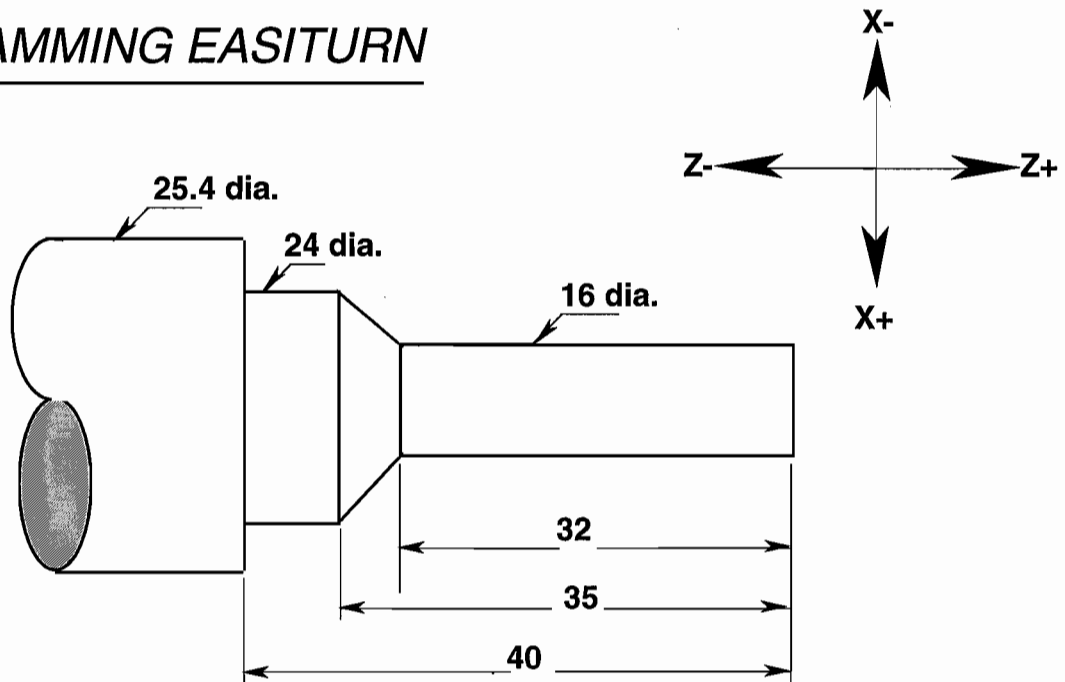 AMMING EASITURN
X-
Z-
Z+
X+
25.4 dia.
24 dia.
16 dia.
32
35
40